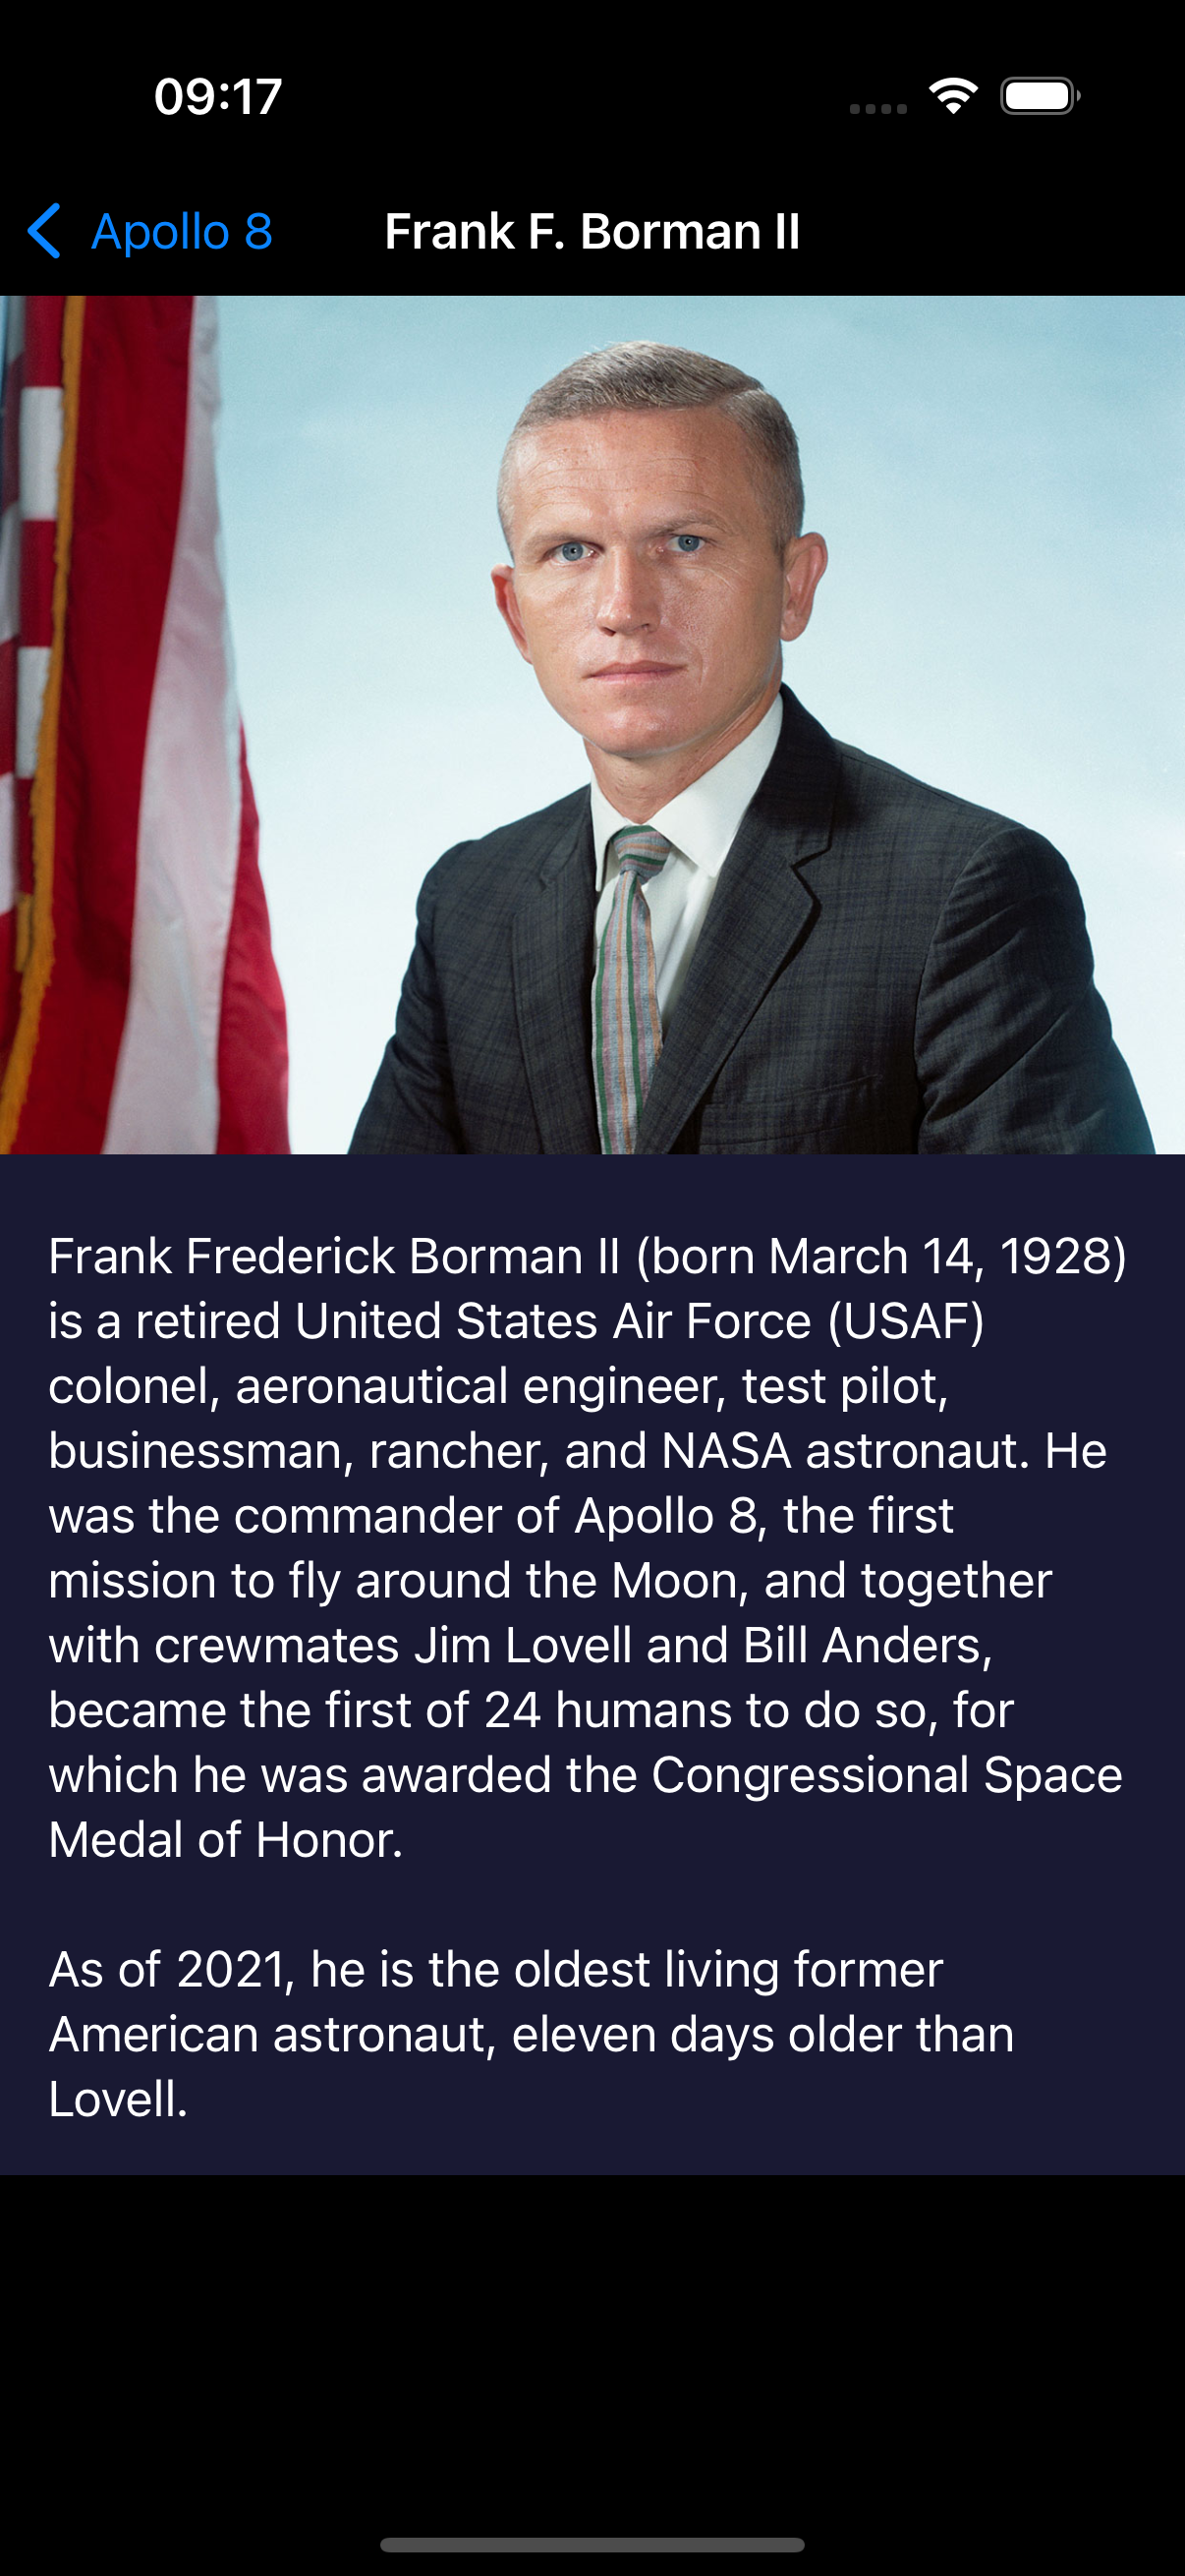 09:17
Apollo 8
Frank F. Borman II
Frank Frederick Borman II (born March 14, 1928)
is a retired United States Air Force (USAF)
colonel, aeronautical engineer, test pilot,
businessman, rancher, and NASA astronaut. He
was the commander of Apollo 8, the first
mission to fly around the Moon, and together
with crewmates Jim Lovell and Bill Anders,
became the first of 24 humans to do so, for
which he was awarded the Congressional Space
Medal of Honor.
As of 2021, he is the oldest living former
American astronaut, eleven days older than
Lovell.